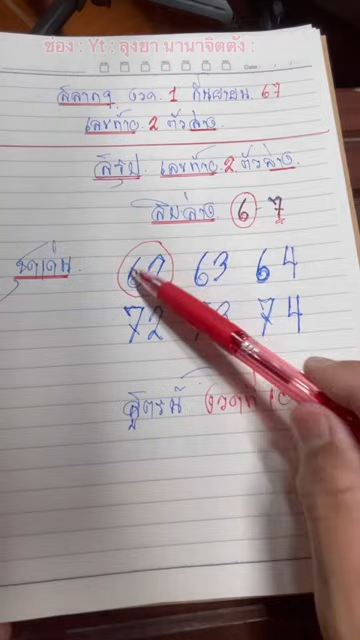 ช่อง : Yt : ลุงยา นานาจิตตัง :
Date :
สลากฯ งวด. 1 กันยายน. 67
เลขท้าย 2 ตัวล่าง
สรุป. เลขท้าย. 2 ตัวล่าง.
สิบล่าง. 6 7
63 64
72 74
สูตรนี้ งวดที่